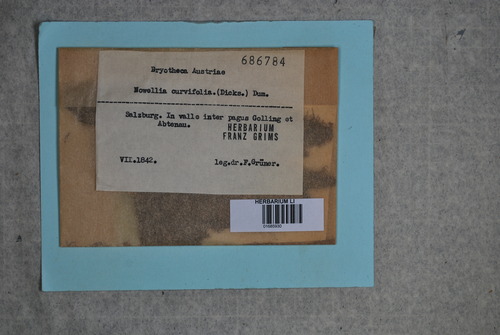 686784
Bryotheca Austriae
Nowellia curvifolia.(Dicks.) Dum.
Salzburg. In valle inter pagus Golling et
Abtenau.
HERBARIUM
FRANZ GRIMS
VII.1842.
leg.dr.F.Grüner.
HERBARIUM LI